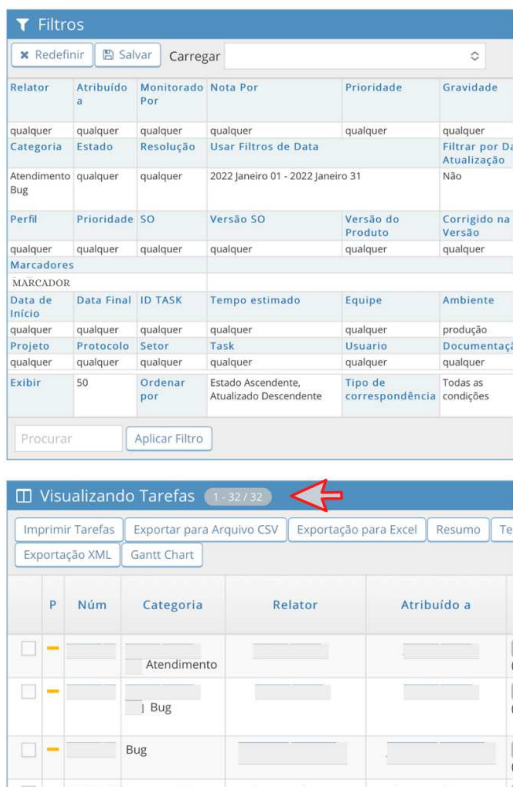 Filtros
Redefinir Salvar Carregar
Relator Atribuído a Monitorado Por Nota Por Prioridade Gravidade
qualquer qualquer qualquer qualquer qualquer qualquer
Categoria Estado Resolução Usar Filtros de Data Filtrar por Da Atualização
Atendimento Bug qualquer qualquer 2022 Janeiro 01 - 2022 Janeiro 31 Não
Perfil Prioridade SO Versão SO Versão do Produto Corrigido na Versão
qualquer qualquer qualquer qualquer qualquer qualquer
Marcadores
MARCADOR
Data de Início Data Final ID TASK Tempo estimado Equipe Ambiente
qualquer qualquer qualquer qualquer qualquer produção
Projeto Protocolo Setor Task Usuario Documentaçã
qualquer qualquer qualquer qualquer qualquer qualquer
Exibir 50 Ordenar por Estado Ascendente, Atualizado Descendente Tipo de correspondência Todas as condições
Procurar Aplicar Filtro
Visualizando Tarefas 1 - 32 / 32
Imprimir Tarefas Exportar para Arquivo CSV Exportação para Excel Resumo Te
Exportação XML Gantt Chart
P Núm Categoria Relator Atribuído a
Atendimento
Bug
Bug